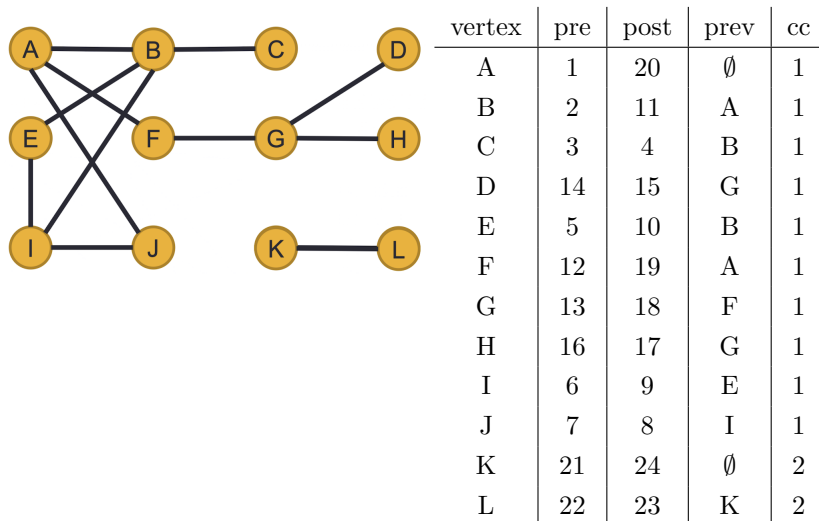 A B C D
E F G H
I J K L
vertex pre post prev cc
A 1 20 ∅ 1
B 2 11 A 1
C 3 4 B 1
D 14 15 G 1
E 5 10 B 1
F 12 19 A 1
G 13 18 F 1
H 16 17 G 1
I 6 9 E 1
J 7 8 I 1
K 21 24 ∅ 2
L 22 23 K 2